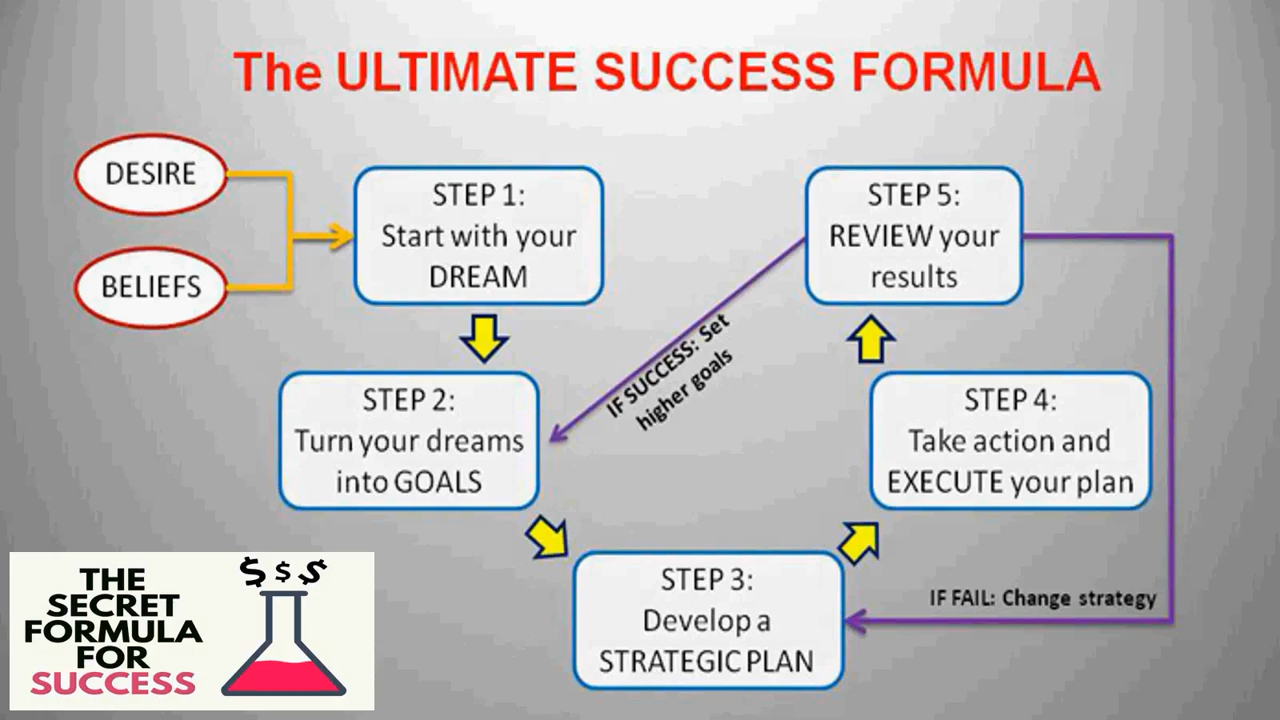 The ULTIMATE SUCCESS FORMULA
DESIRE
BELIEFS
STEP 1:
Start with your
DREAM
STEP 2:
Turn your dreams
into GOALS
STEP 3:
Develop a
STRATEGIC PLAN
STEP 4:
Take action and
EXECUTE your plan
STEP 5:
REVIEW your
results
IF SUCCESS: Set
higher goals
IF FAIL: Change strategy
$ $ $
THE
SECRET
FORMULA
FOR
SUCCESS